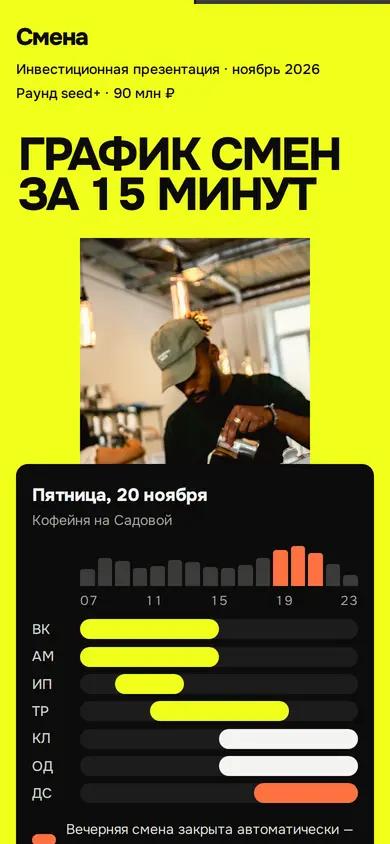 Смена
Инвестиционная презентация · ноябрь 2026
Раунд seed+ · 90 млн ₽
ГРАФИК СМЕН
ЗА 15 МИНУТ
Пятница, 20 ноября
Кофейня на Садовой
07 11 15 19 23
ВК
АМ
ИП
ТР
КЛ
ОД
ДС
Вечерняя смена закрыта автоматически —